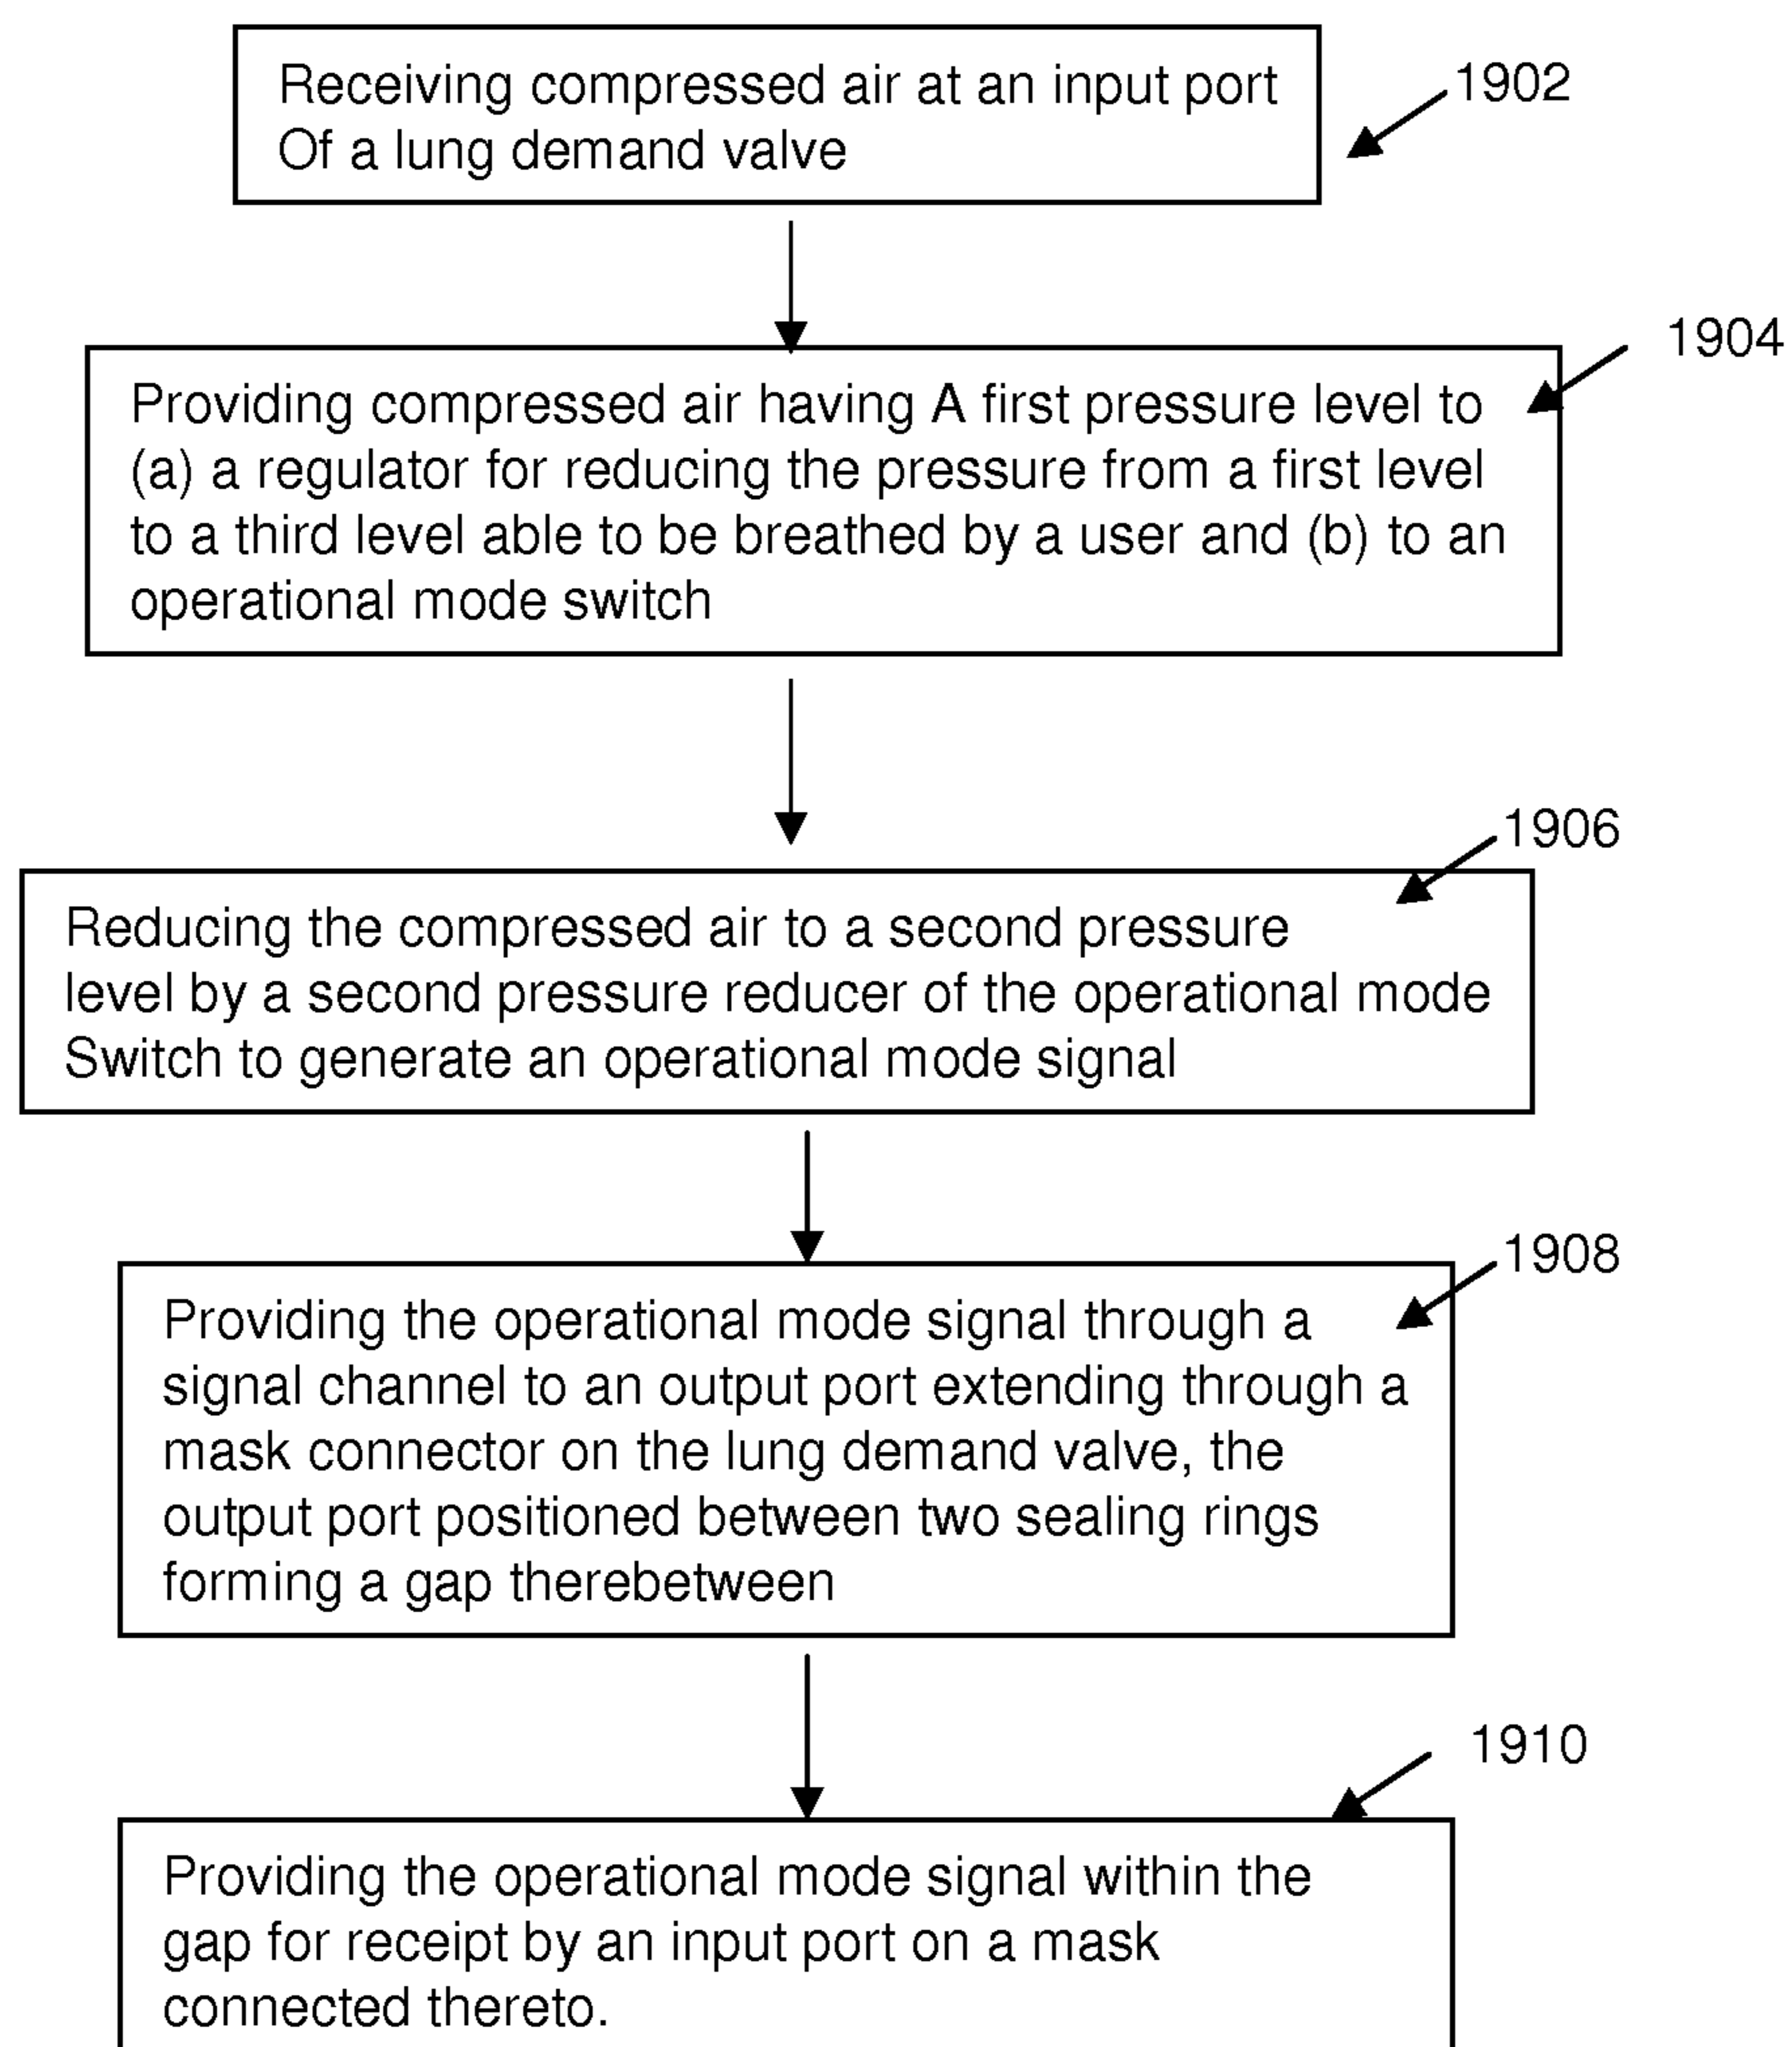 Receiving compressed air at an input port
Of a lung demand valve
1902
1904
Providing compressed air having A first pressure level to
(a) a regulator for reducing the pressure from a first level
to a third level able to be breathed by a user and (b) to an
operational mode switch
1906
Reducing the compressed air to a second pressure
level by a second pressure reducer of the operational mode
Switch to generate an operational mode signal
1908
Providing the operational mode signal through a
signal channel to an output port extending through a
mask connector on the lung demand valve, the
output port positioned between two sealing rings
forming a gap therebetween
1910
Providing the operational mode signal within the
gap for receipt by an input port on a mask
connected thereto.